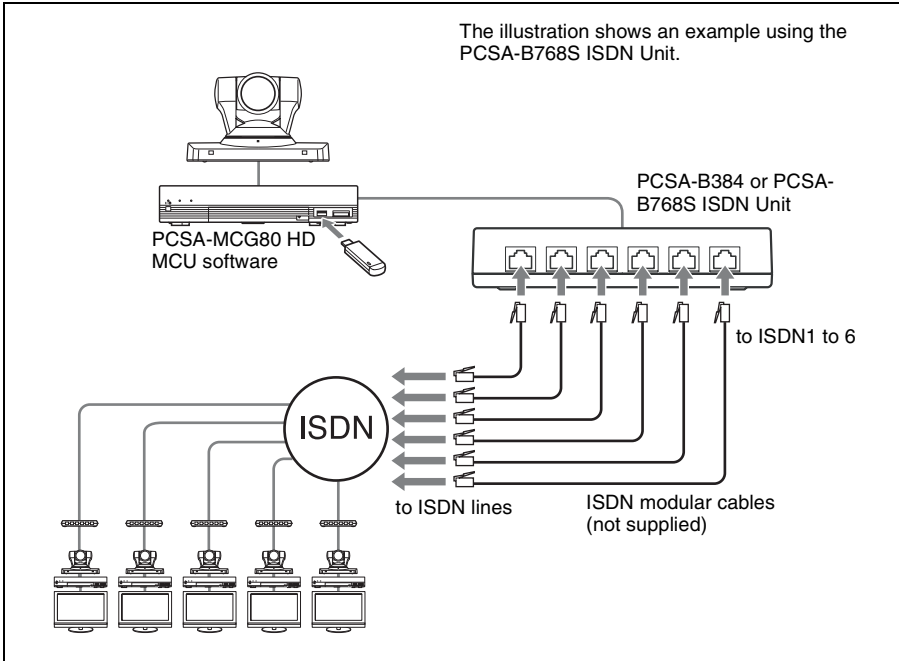 The illustration shows an example using the
PCSA-B768S ISDN Unit.
PCSA-B384 or PCSA-
B768S ISDN Unit
PCSA-MCG80 HD
MCU software
to ISDN1 to 6
ISDN
to ISDN lines
ISDN modular cables
(not supplied)